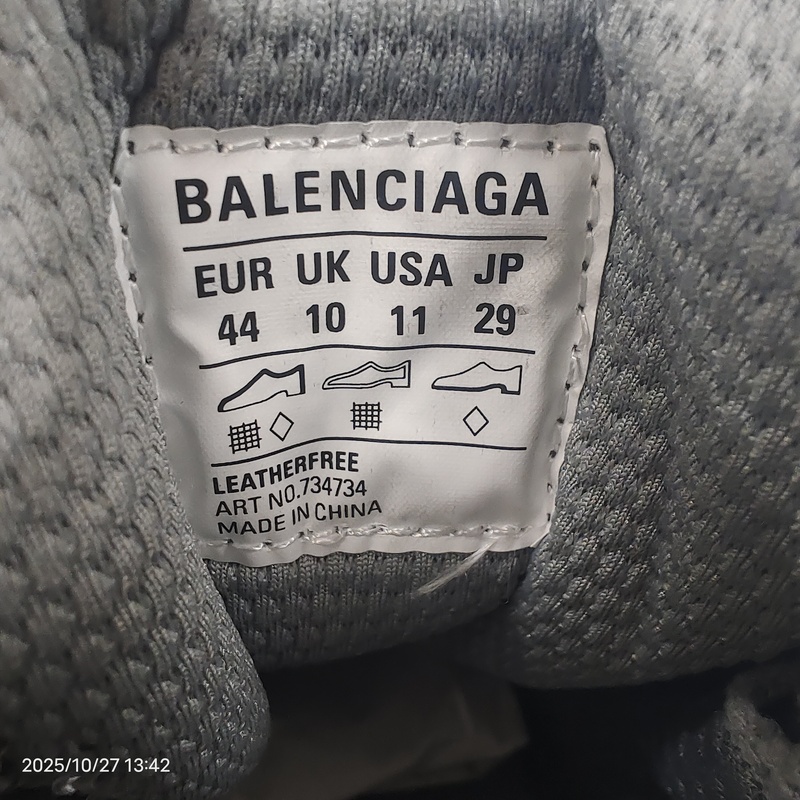 BALENCIAGA
EUR UK USA JP
44 10 11 29
LEATHERFREE
ART NO.734734
MADE IN CHINA
2025/10/27 13:42